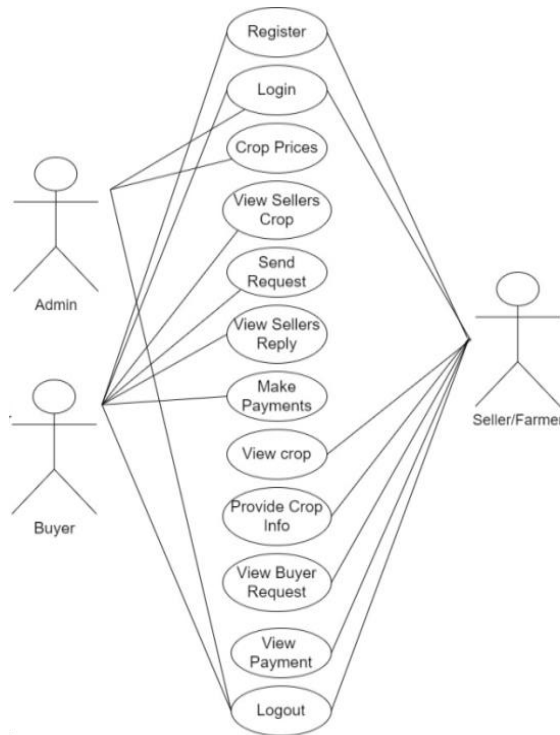 Register
Login
Crop Prices
View Sellers
Crop
Send
Request
View Sellers
Reply
Make
Payments
View crop
Provide Crop
Info
View Buyer
Request
View
Payment
Logout
Admin
Buyer
Seller/Farmer